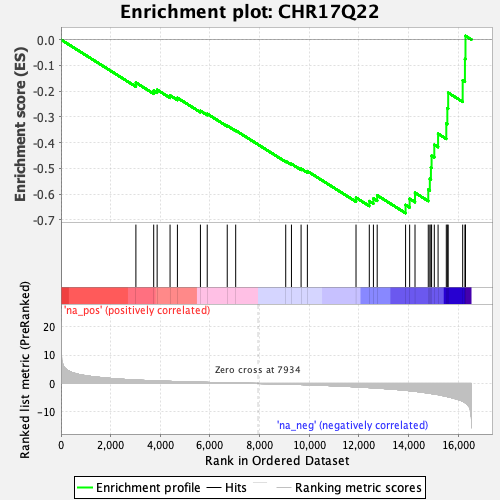 Enrichment plot: CHR17Q22
Enrichment score (ES)
0.0
-0.1
-0.2
-0.3
-0.4
-0.5
-0.6
-0.7
'na_pos' (positively correlated)
Ranked list metric (PreRanked)
20
10
0
-10
Zero cross at 7934
'na_neg' (negatively correlated)
0
2,000
4,000
6,000
8,000
10,000
12,000
14,000
16,000
Rank in Ordered Dataset
Enrichment profile
Hits
Ranking metric scores